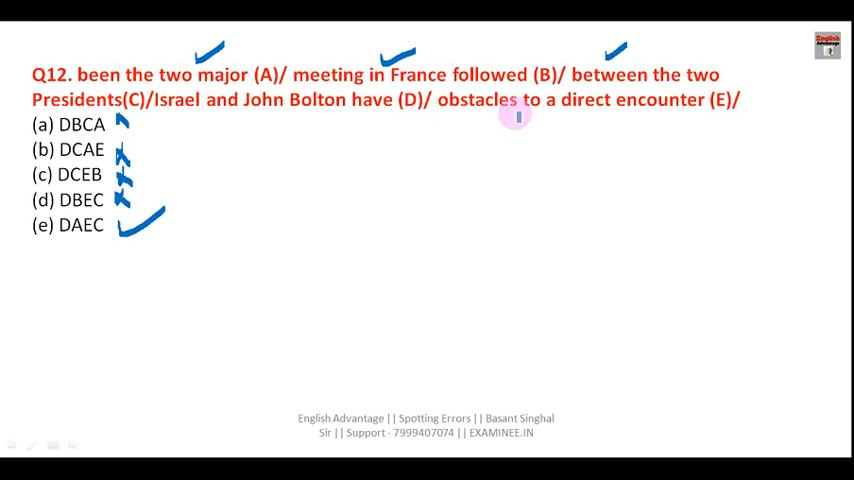 English
Advantage
Q12. been the two major (A)/ meeting in France followed (B)/ between the two
Presidents(C)/Israel and John Bolton have (D)/ obstacles to a direct encounter (E)/
(a) DBCA
(b) DCAE
(c) DCEB
(d) DBEC
(e) DAEC
English Advantage || Spotting Errors || Basant Singhal
Sir || Support - 7999407074 || EXAMINEE.IN